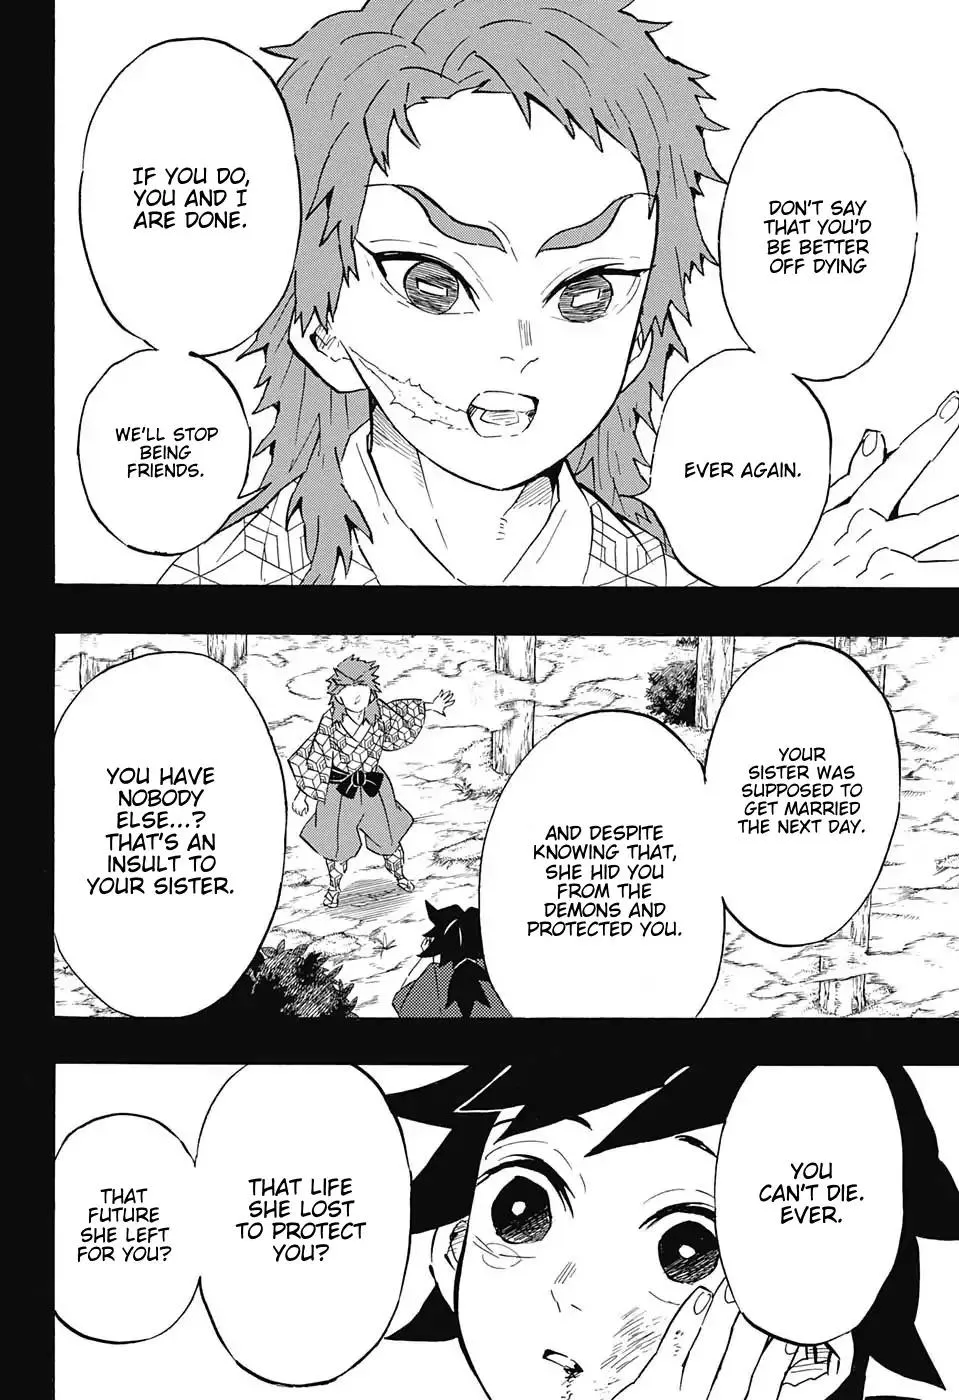 DON'T SAY
THAT YOU'D
BE BETTER
OFF DYING
EVER AGAIN.
IF YOU DO,
YOU AND I
ARE DONE.
WE'LL STOP
BEING
FRIENDS.
YOUR
SISTER WAS
SUPPOSED TO
GET MARRIED
THE NEXT DAY.
AND DESPITE
KNOWING THAT,
SHE HID YOU
FROM THE
DEMONS AND
PROTECTED YOU.
YOU HAVE
NOBODY
ELSE...?
THAT'S AN
INSULT TO
YOUR SISTER.
YOU
CAN'T DIE.
EVER.
THAT LIFE
SHE LOST
TO PROTECT
YOU?
THAT
FUTURE
SHE LEFT
FOR YOU?